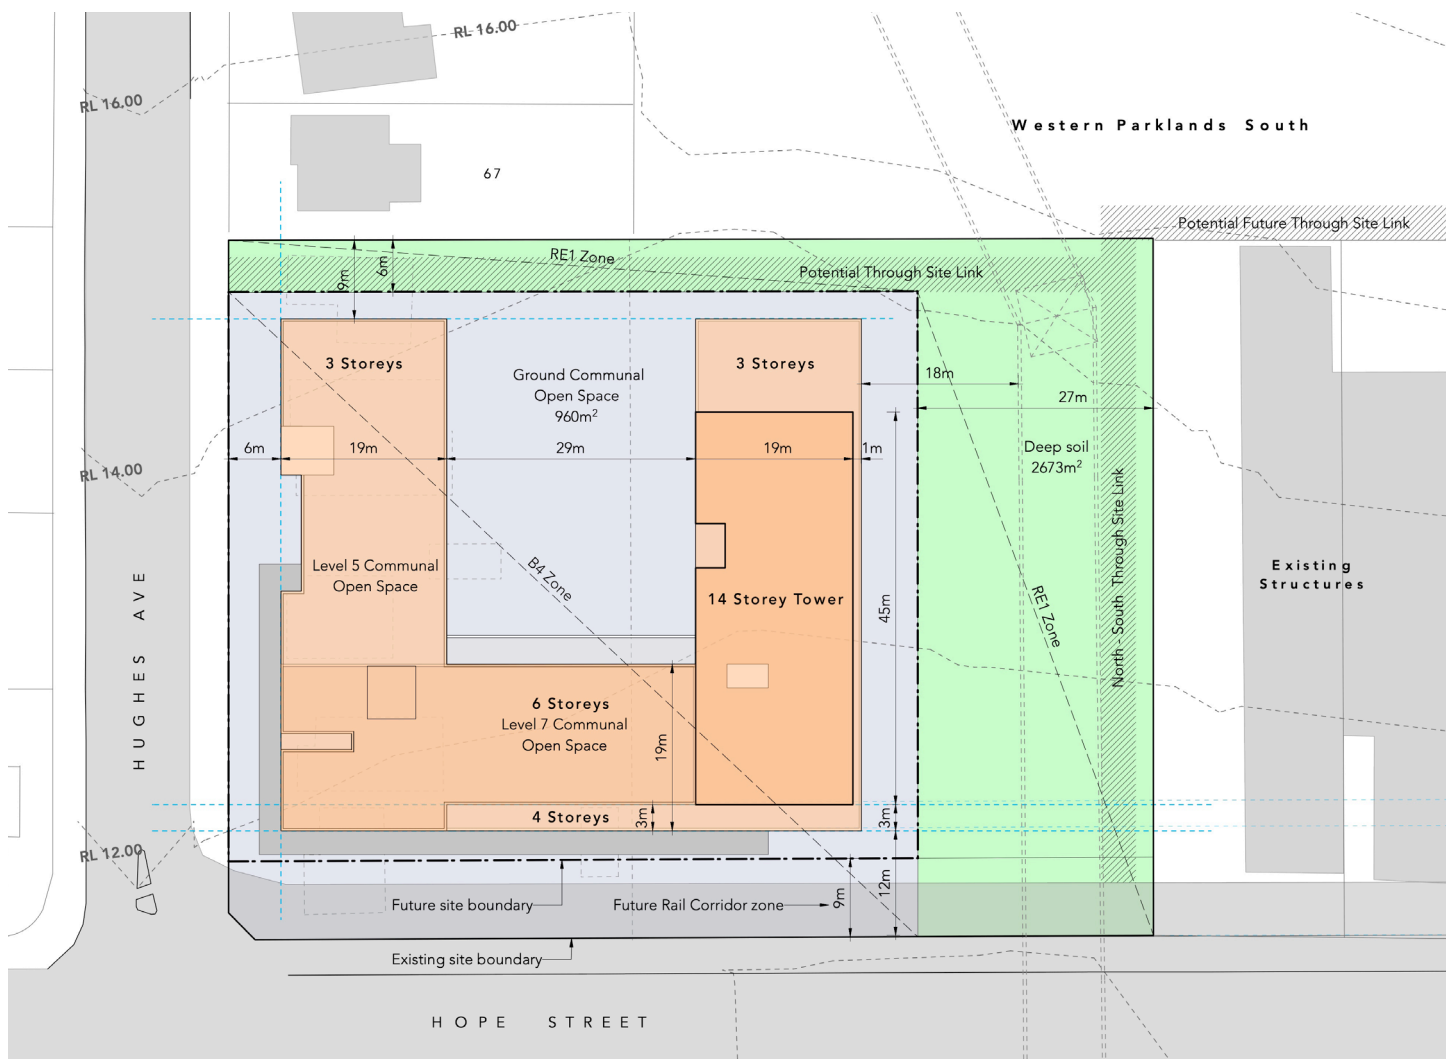 RL 16.00
RL 16.00
Western Parklands South
67
Potential Future Through Site Link
RE1 Zone
9m
6m
Potential Through Site Link
3 Storeys
Ground Communal
Open Space
960m²
3 Storeys
18m
27m
6m
19m
29m
19m
1m
Deep soil
2673m²
RL 14.00
North - South Through Site Link
Level 5 Communal
Open Space
B4 Zone
14 Storey Tower
45m
RE1 Zone
Existing
Structures
HUGHES AVE
6 Storeys
Level 7 Communal
Open Space
19m
4 Storeys
3m
3m
RL 12.00
12m
9m
Future site boundary
Future Rail Corridor zone
Existing site boundary
HOPE STREET